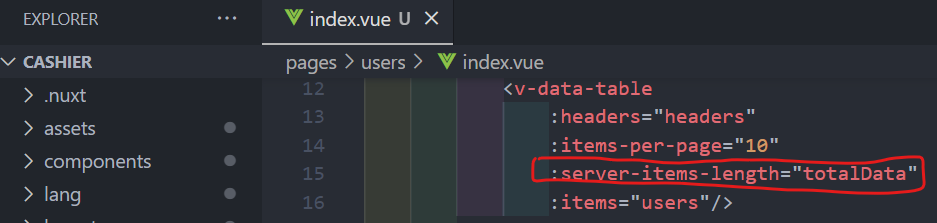 EXPLORER ...
index.vue U
CASHIER
pages > users > index.vue
.nuxt
12 <v-data-table
assets
13 :headers="headers"
components
14 :items-per-page="10"
15 :server-items-length="totalData"
lang
16 :items="users"/>